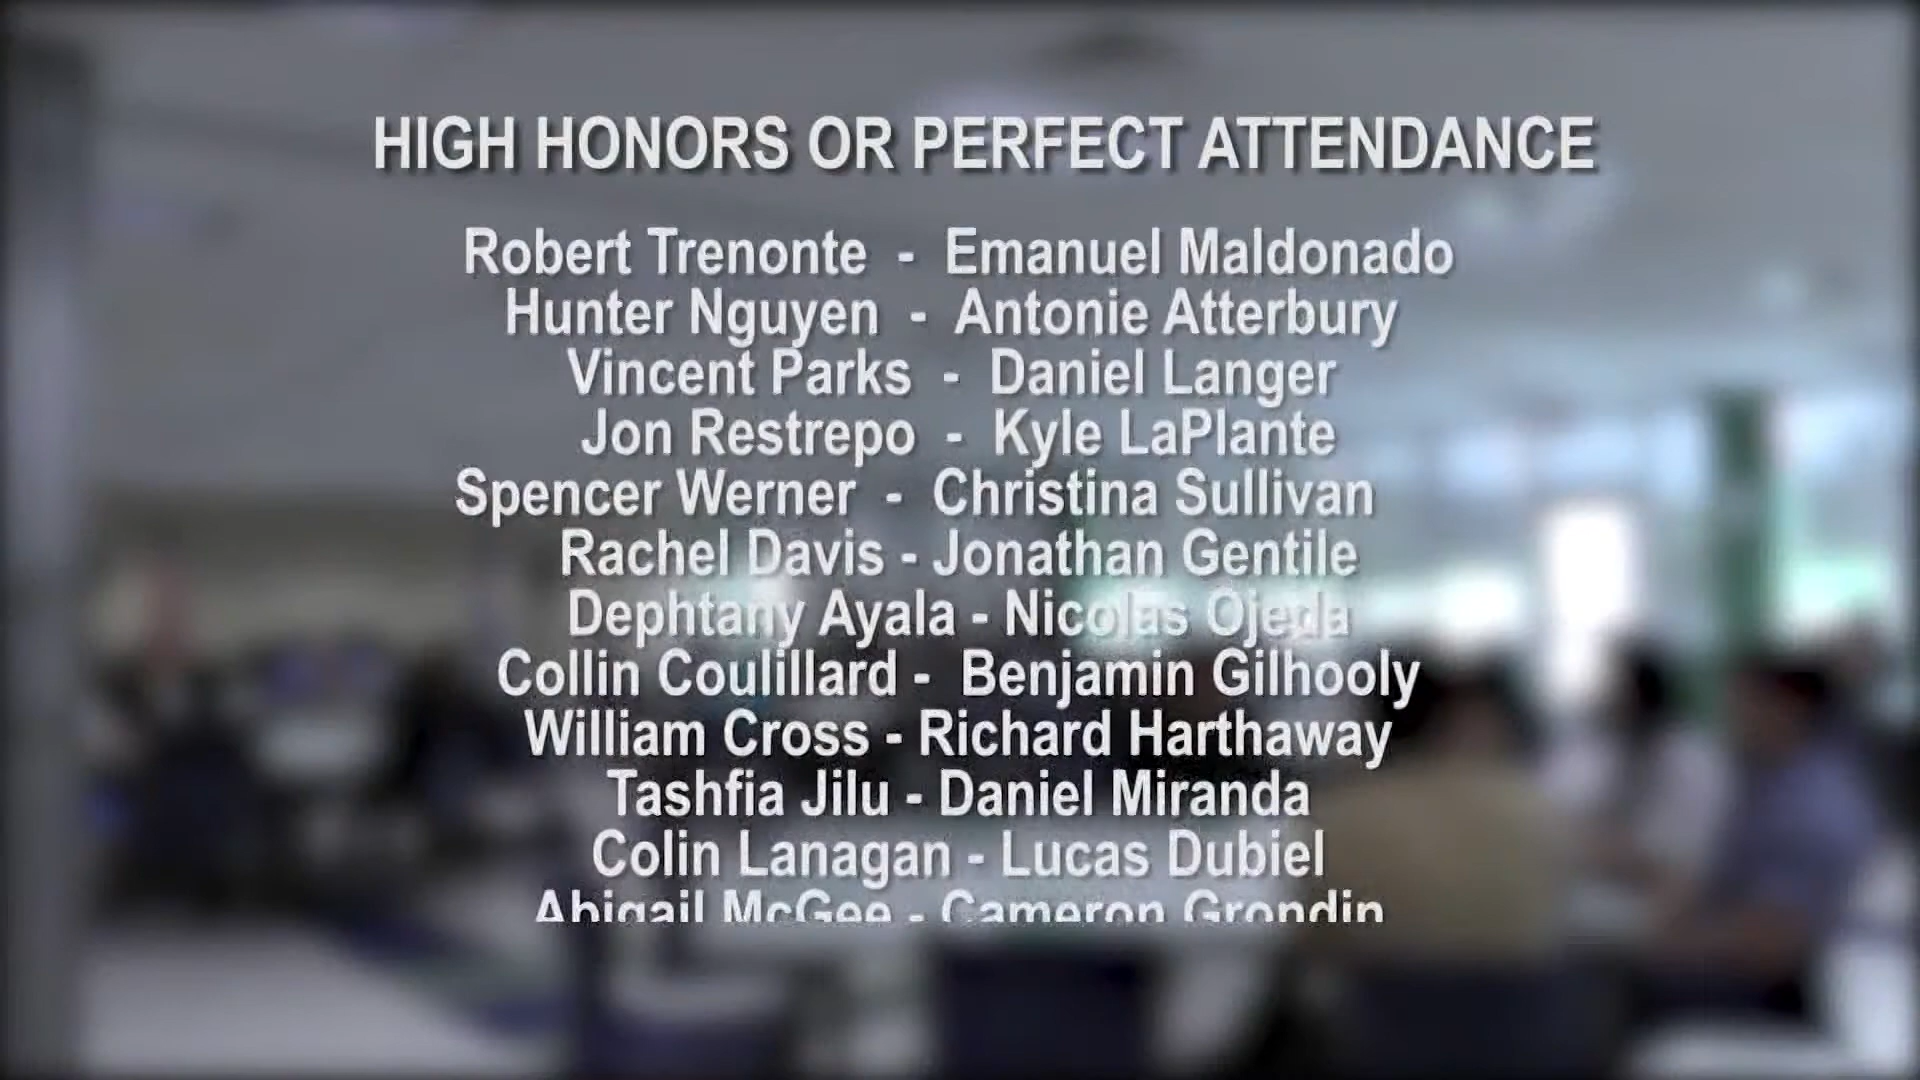 HIGH HONORS OR PERFECT ATTENDANCE
Robert Trenonte - Emanuel Maldonado
Hunter Nguyen - Antonie Atterbury
Vincent Parks - Daniel Langer
Jon Restrepo - Kyle LaPlante
Spencer Werner - Christina Sullivan
Rachel Davis - Jonathan Gentile
Dephtany Ayala - Nicolas Ojeda
Collin Coulillard - Benjamin Gilhooly
William Cross - Richard Harthaway
Tashfia Jilu - Daniel Miranda
Colin Lanagan - Lucas Dubiel
Abigail McGee - Cameron Grondin